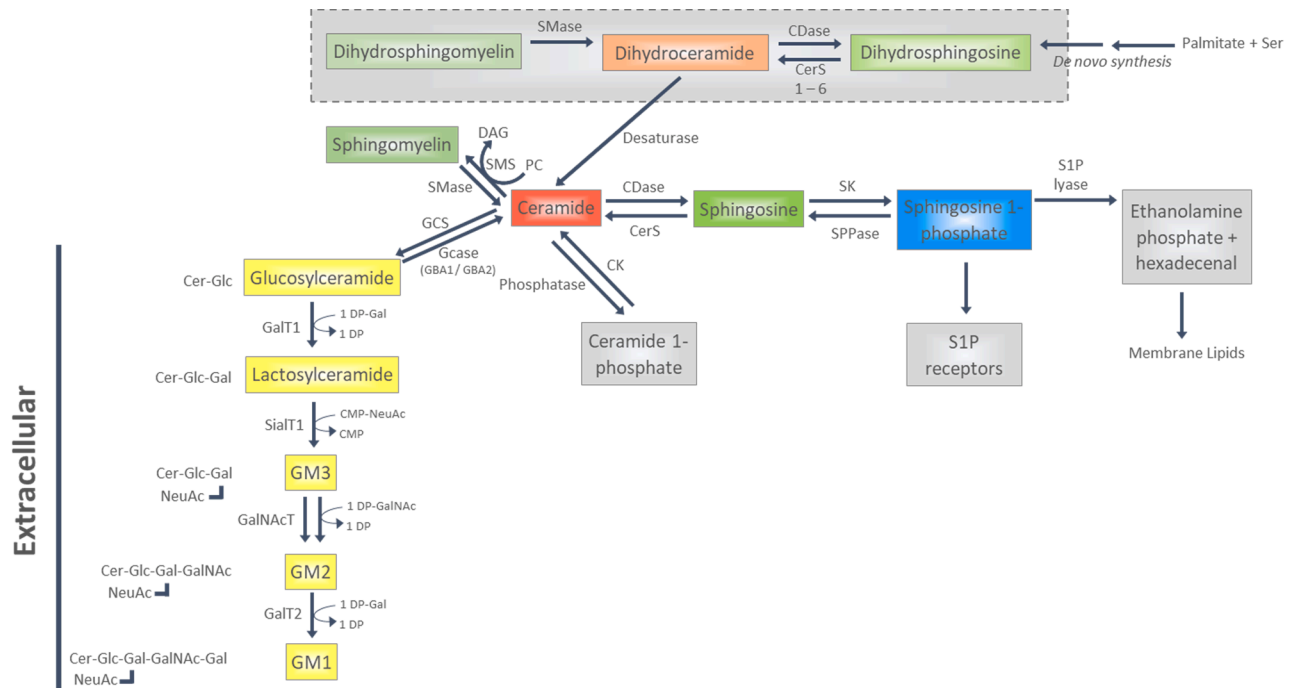 SMase
CDase
Dihydrosphingomyelin
Dihydroceramide
Dihydrosphingosine
Palmitate + Ser
De novo synthesis
CerS
1 – 6
DAG
Desaturase
Sphingomyelin
SMS
PC
S1P
lyase
SMase
CDase
SK
Ceramide
Sphingosine
Sphingosine 1-
phosphate
Ethanolamine
phosphate +
hexadecenal
GCS
CerS
SPPase
Gcase
(GBA1 / GBA2)
CK
Phosphatase
Cer-Glc
Glucosylceramide
GalT1
1 DP-Gal
1 DP
Ceramide 1-
phosphate
S1P
receptors
Membrane Lipids
Cer-Glc-Gal
Lactosylceramide
SialT1
CMP-NeuAc
CMP
Extracellular
Cer-Glc-Gal
NeuAc
GM3
GalNAcT
1 DP-GalNAc
1 DP
Cer-Glc-Gal-GalNAc
NeuAc
GM2
GalT2
1 DP-Gal
1 DP
Cer-Glc-Gal-GalNAc-Gal
NeuAc
GM1